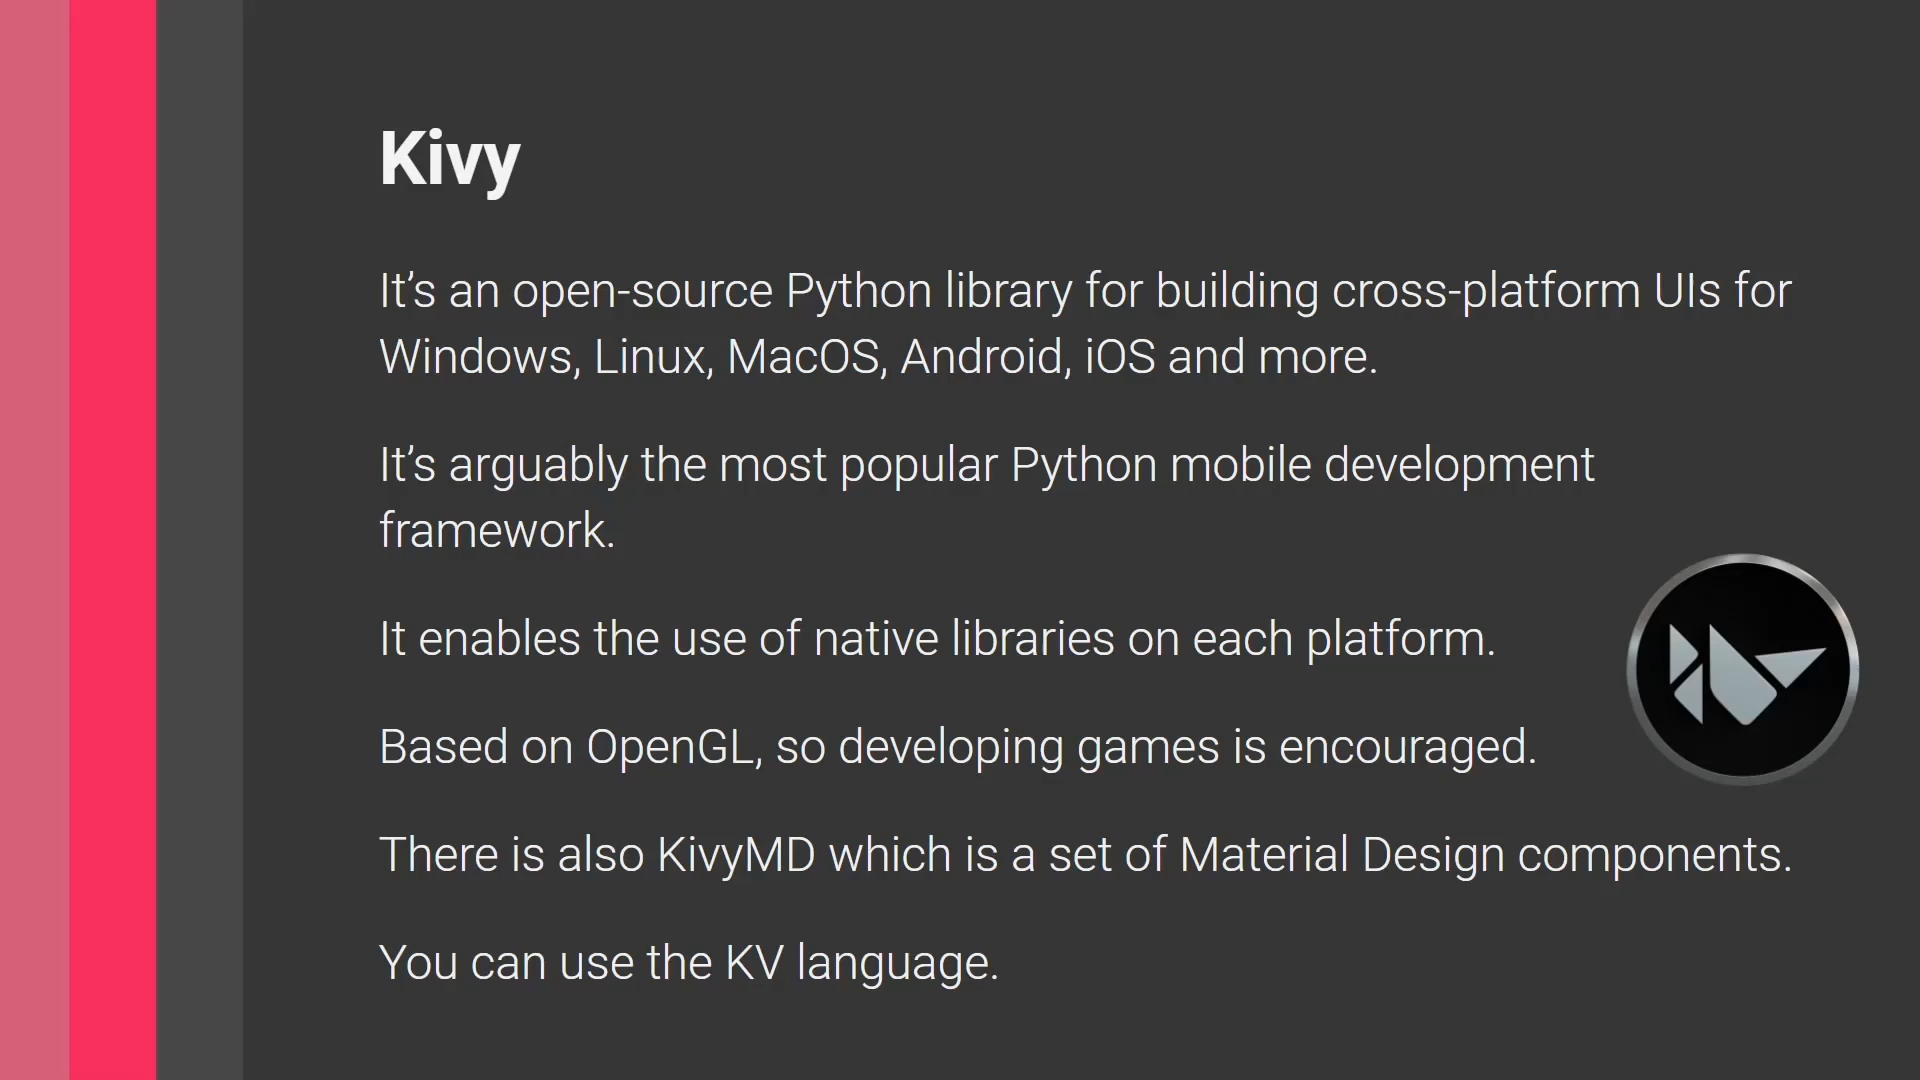 Kivy
It’s an open-source Python library for building cross-platform UIs for
Windows, Linux, MacOS, Android, iOS and more.
It’s arguably the most popular Python mobile development
framework.
It enables the use of native libraries on each platform.
Based on OpenGL, so developing games is encouraged.
There is also KivyMD which is a set of Material Design components.
You can use the KV language.